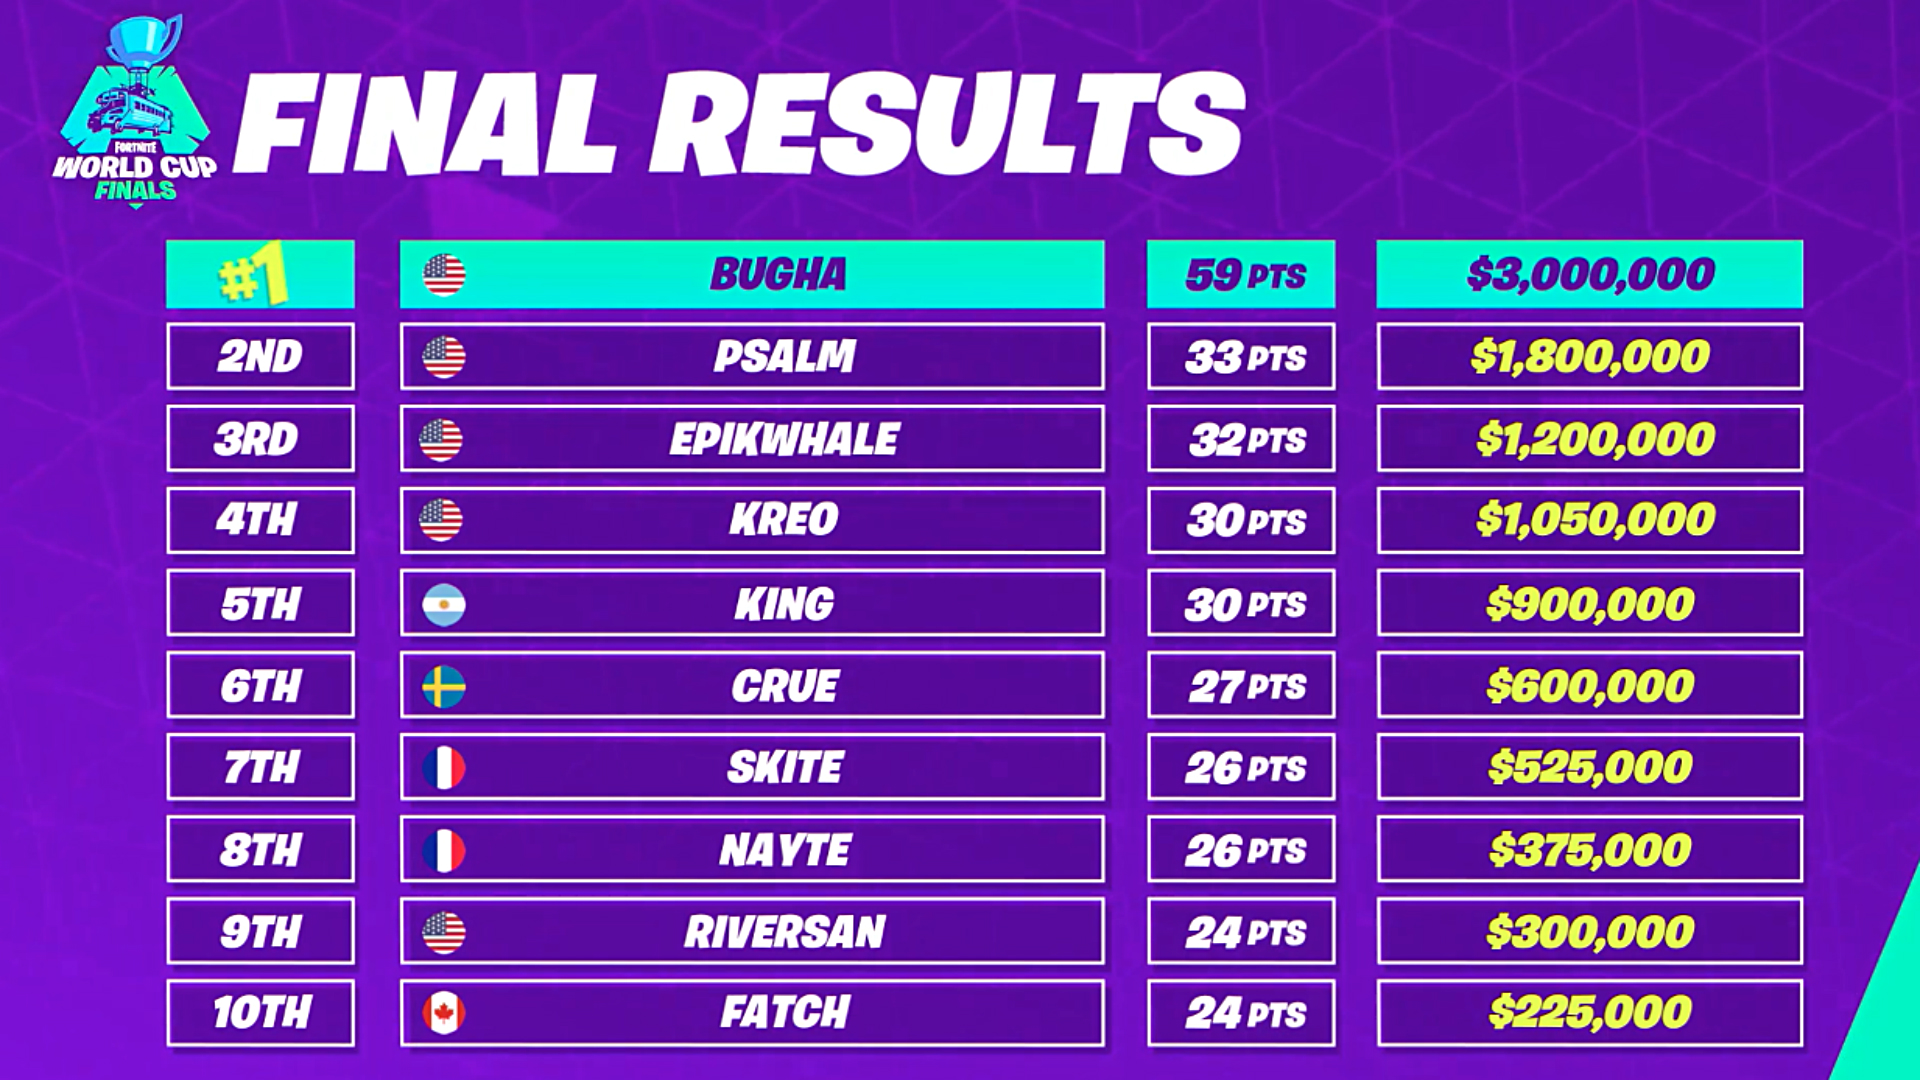 FORTNITE
WORLD CUP
FINALS
FINAL RESULTS
#1 BUGHA 59 PTS $3,000,000
2ND PSALM 33 PTS $1,800,000
3RD EPIKWHALE 32 PTS $1,200,000
4TH KREO 30 PTS $1,050,000
5TH KING 30 PTS $900,000
6TH CRUE 27 PTS $600,000
7TH SKITE 26 PTS $525,000
8TH NAYTE 26 PTS $375,000
9TH RIVERSAN 24 PTS $300,000
10TH FATCH 24 PTS $225,000